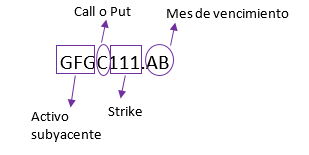 Call o Put
Mes de vencimiento
GFGC111.AB
Activo
subyacente
Strike